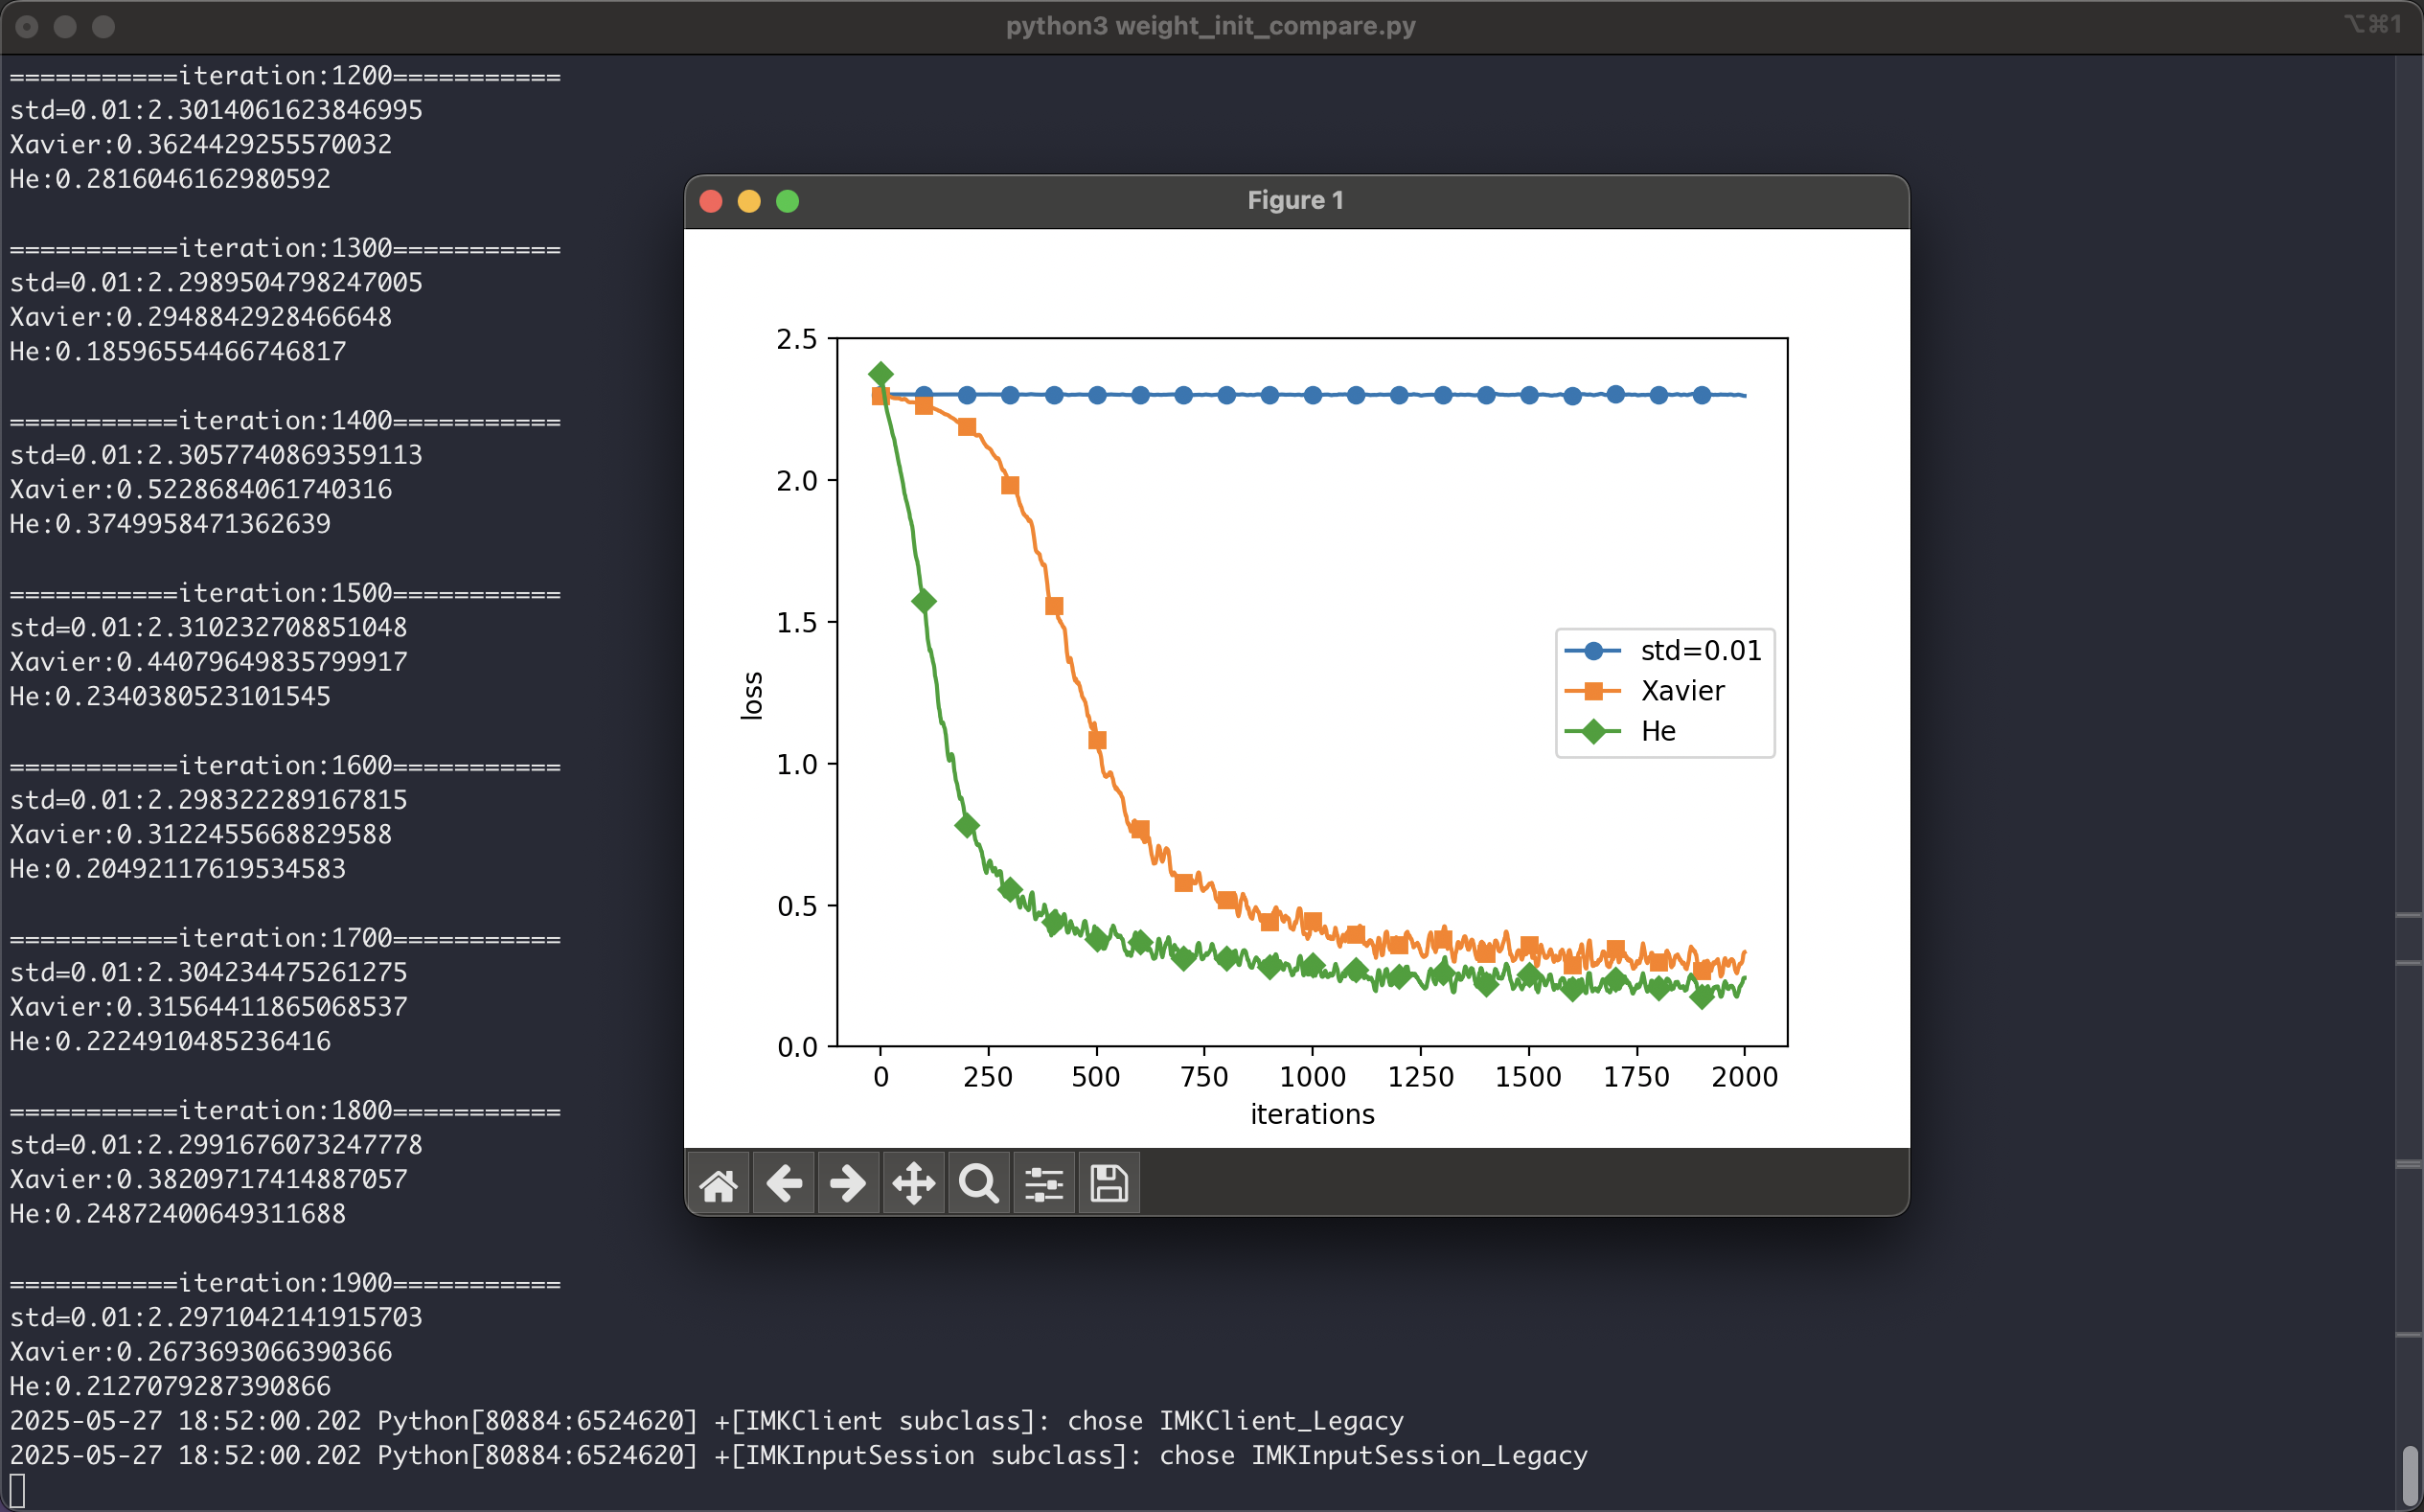 python3 weight_init_compare.py
⌥⌘1
===========iteration:1200===========
std=0.01:2.3014061623846995
Xavier:0.3624429255570032
He:0.2816046162980592
===========iteration:1300===========
std=0.01:2.2989504798247005
Xavier:0.2948842928466648
He:0.18596554466746817
===========iteration:1400===========
std=0.01:2.3057740869359113
Xavier:0.5228684061740316
He:0.3749958471362639
===========iteration:1500===========
std=0.01:2.310232708851048
Xavier:0.44079649835799917
He:0.2340380523101545
===========iteration:1600===========
std=0.01:2.298322289167815
Xavier:0.3122455668829588
He:0.20492117619534583
===========iteration:1700===========
std=0.01:2.304234475261275
Xavier:0.31564411865068537
He:0.2224910485236416
===========iteration:1800===========
std=0.01:2.2991676073247778
Xavier:0.38209717414887057
He:0.24872400649311688
===========iteration:1900===========
std=0.01:2.2971042141915703
Xavier:0.2673693066390366
He:0.2127079287390866
2025-05-27 18:52:00.202 Python[80884:6524620] +[IMKClient subclass]: chose IMKClient_Legacy
2025-05-27 18:52:00.202 Python[80884:6524620] +[IMKInputSession subclass]: chose IMKInputSession_Legacy
Figure 1
2.5
2.0
1.5
1.0
0.5
0.0
loss
std=0.01
Xavier
He
0 250 500 750 1000 1250 1500 1750 2000
iterations